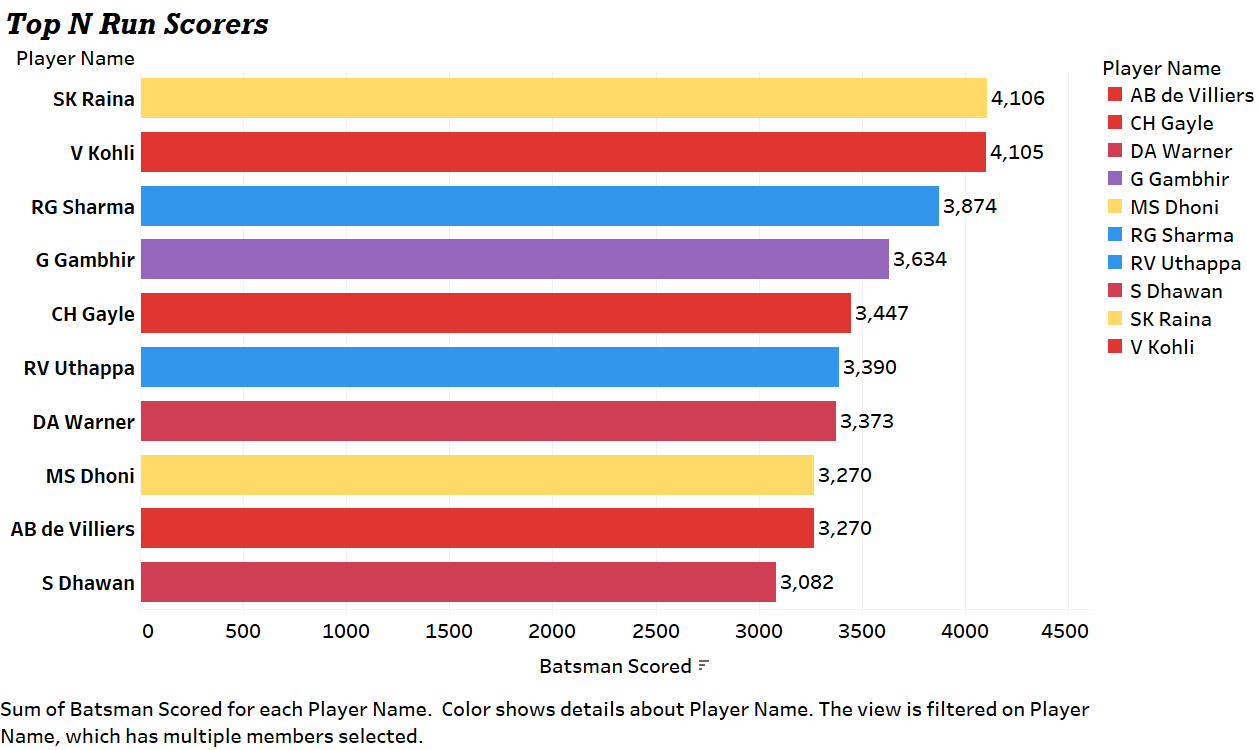 Top N Run Scorers
Player Name
SK Raina 4,106
V Kohli 4,105
RG Sharma 3,874
G Gambhir 3,634
CH Gayle 3,447
RV Uthappa 3,390
DA Warner 3,373
MS Dhoni 3,270
AB de Villiers 3,270
S Dhawan 3,082
0 500 1000 1500 2000 2500 3000 3500 4000 4500
Batsman Scored
Player Name
AB de Villiers
CH Gayle
DA Warner
G Gambhir
MS Dhoni
RG Sharma
RV Uthappa
S Dhawan
SK Raina
V Kohli
Sum of Batsman Scored for each Player Name.  Color shows details about Player Name. The view is filtered on Player
Name, which has multiple members selected.